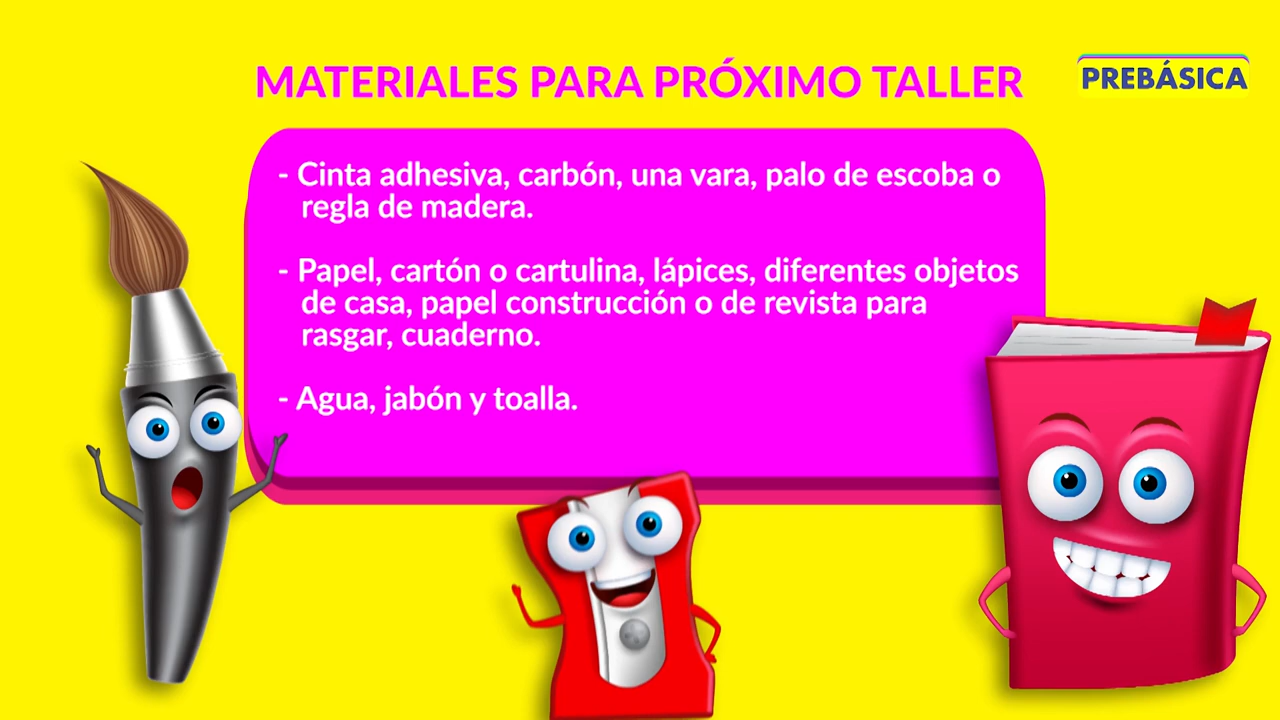 MATERIALES PARA PRÓXIMO TALLER
PREBÁSICA
- Cinta adhesiva, carbón, una vara, palo de escoba o
regla de madera.
- Papel, cartón o cartulina, lápices, diferentes objetos
de casa, papel construcción o de revista para
rasgar, cuaderno.
- Agua, jabón y toalla.